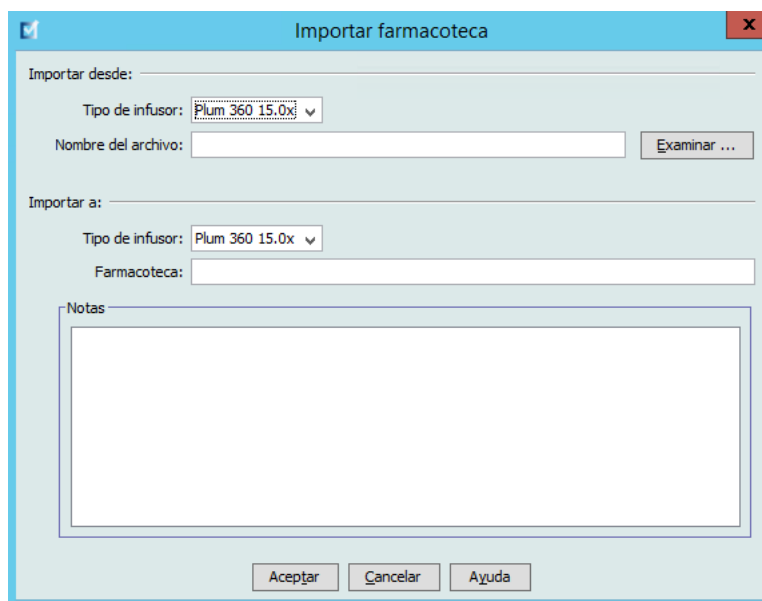 Importar farmacoteca
x
Importar desde:
Tipo de infusor: Plum 360 15.0x
Nombre del archivo: Examinar ...
Importar a:
Tipo de infusor: Plum 360 15.0x
Farmacoteca:
Notas
Aceptar Cancelar Ayuda